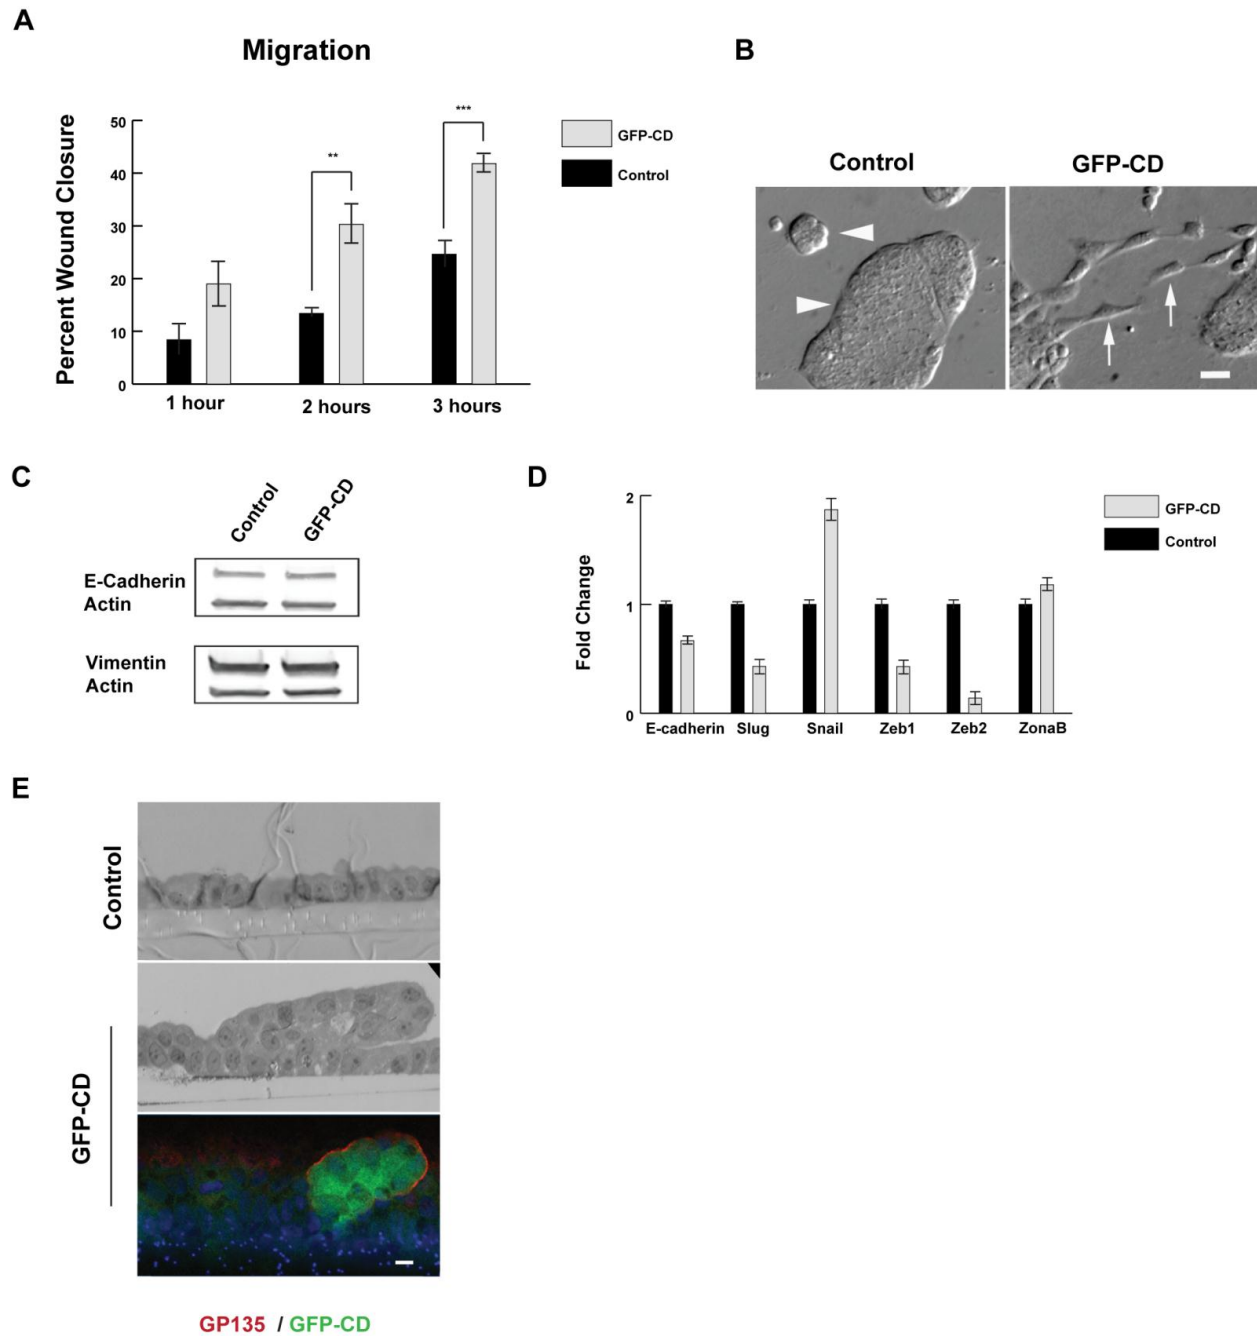 A
Migration
Percent Wound Closure
50
40
30
20
10
0
**
***
1 hour
2 hours
3 hours
GFP-CD
Control
B
Control
GFP-CD
C
Control
GFP-CD
E-Cadherin
Actin
Vimentin
Actin
D
Fold Change
2
1
0
E-cadherin Slug Snail Zeb1 Zeb2 ZonaB
GFP-CD
Control
E
Control
GFP-CD
GP135 / GFP-CD